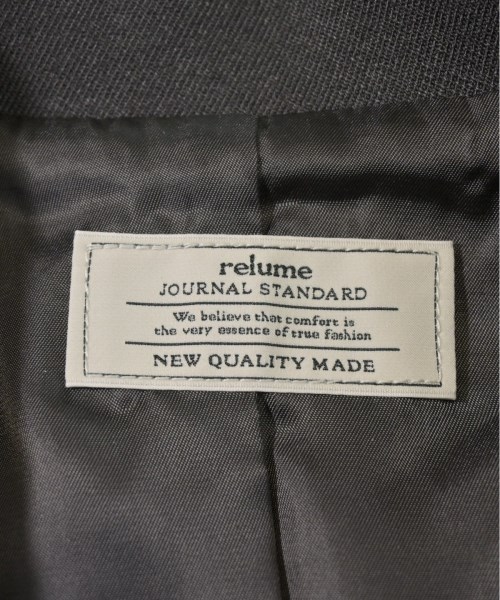 relume
JOURNAL STANDARD
We believe that comfort is
the very essence of true fashion
NEW QUALITY MADE